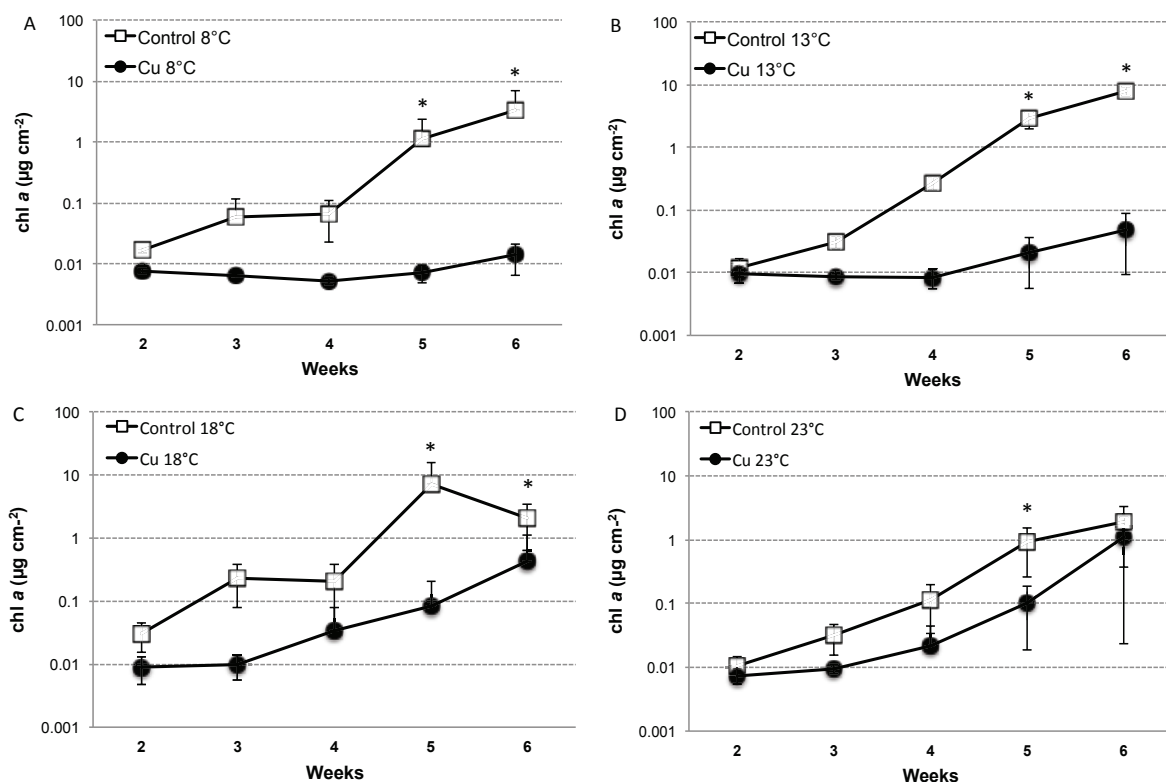 A
Control 8°C
Cu 8°C
100
10
1
0.1
0.01
0.001
chl a (µg cm-2)
* *
2 3 4 5 6
Weeks
B
Control 13°C
Cu 13°C
100
10
1
0.1
0.01
0.001
chl a (µg cm-2)
* *
2 3 4 5 6
Weeks
C
Control 18°C
Cu 18°C
100
10
1
0.1
0.01
0.001
chl a (µg cm-2)
* *
2 3 4 5 6
Weeks
D
Control 23°C
Cu 23°C
100
10
1
0.1
0.01
0.001
chl a (µg cm-2)
*
2 3 4 5 6
Weeks